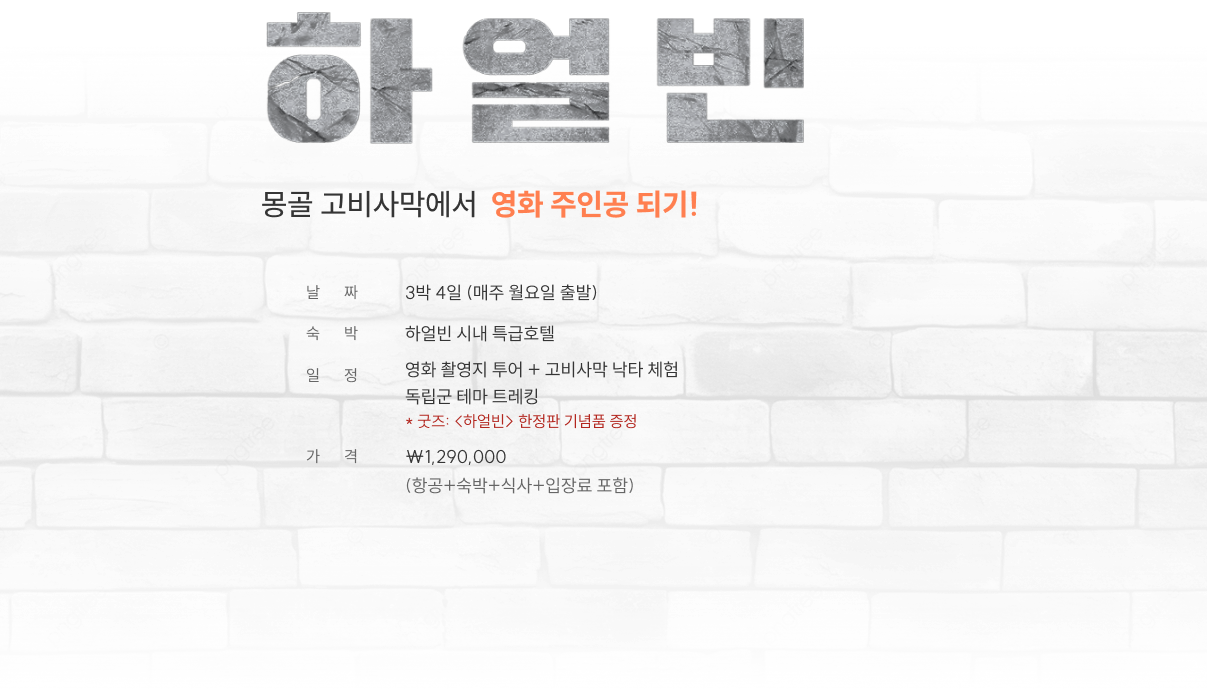 하얼빈
몽골 고비사막에서 영화 주인공 되기!
날 짜 3박 4일 (매주 월요일 출발)
숙 박 하얼빈 시내 특급호텔
일 정 영화 촬영지 투어 + 고비사막 낙타 체험
독립군 테마 트레킹
* 굿즈: <하얼빈> 한정판 기념품 증정
가 격 ₩1,290,000
(항공+숙박+식사+입장료 포함)